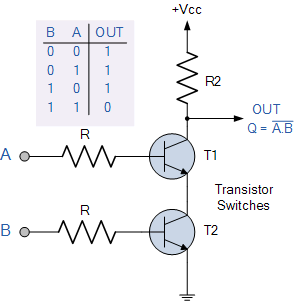 +Vcc
B A OUT
0 0 1
0 1 1
1 0 1
1 1 0
R2
OUT
Q = A̅.̅B̅
A
R
T1
Transistor
Switches
B
R
T2